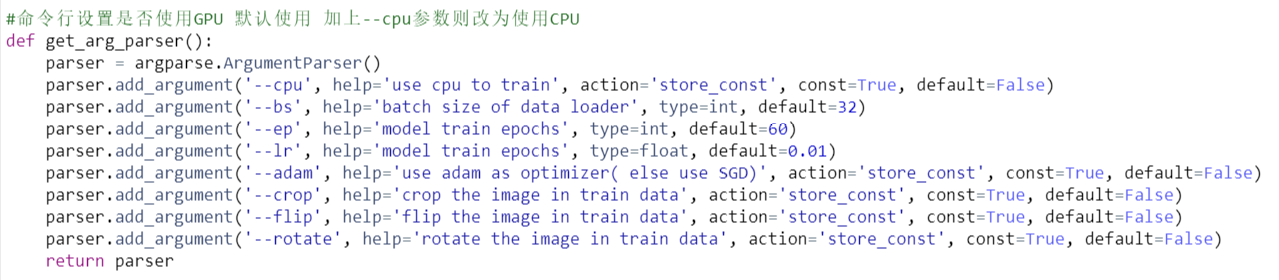 #命令行设置是否使用GPU 默认使用 加上--cpu参数则改为使用CPU
def get_arg_parser():
    parser = argparse.ArgumentParser()
    parser.add_argument('--cpu', help='use cpu to train', action='store_const', const=True, default=False)
    parser.add_argument('--bs', help='batch size of data loader', type=int, default=32)
    parser.add_argument('--ep', help='model train epochs', type=int, default=60)
    parser.add_argument('--lr', help='model train epochs', type=float, default=0.01)
    parser.add_argument('--adam', help='use adam as optimizer( else use SGD)', action='store_const', const=True, default=False)
    parser.add_argument('--crop', help='crop the image in train data', action='store_const', const=True, default=False)
    parser.add_argument('--flip', help='flip the image in train data', action='store_const', const=True, default=False)
    parser.add_argument('--rotate', help='rotate the image in train data', action='store_const', const=True, default=False)
    return parser